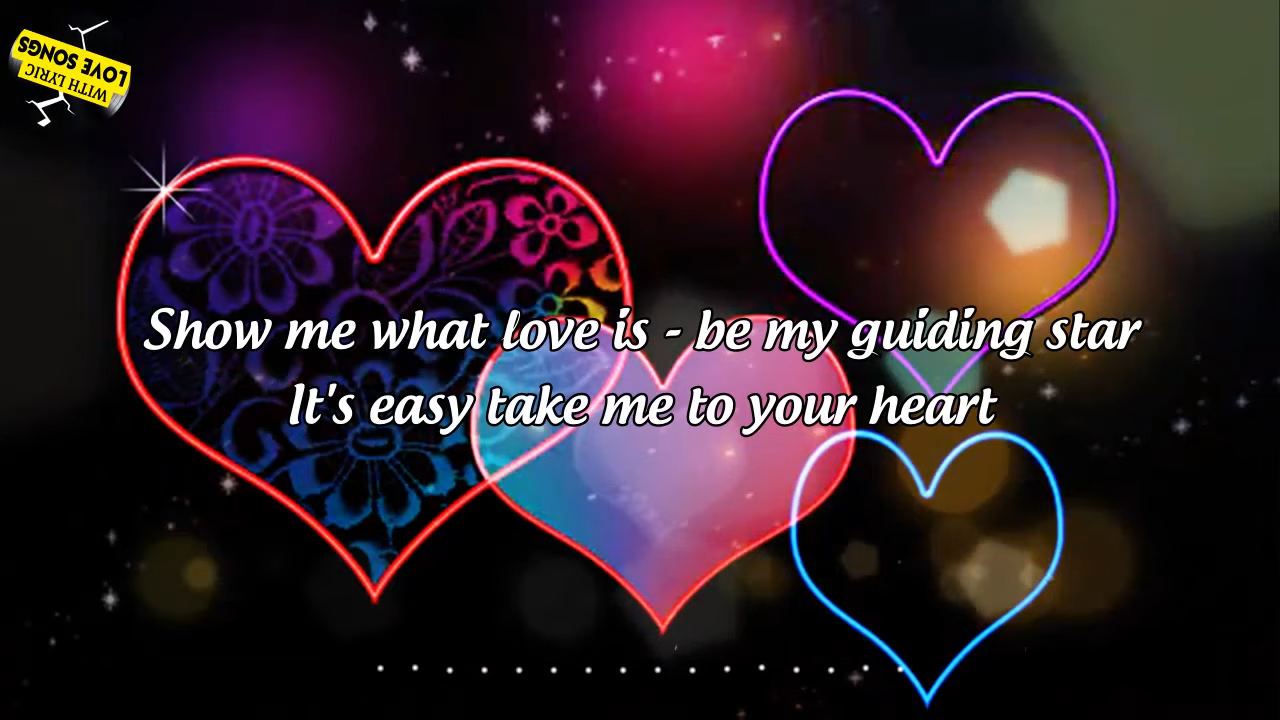 LOVE SONGS
WITH LYRIC
Show me what love is - be my guiding star
It's easy take me to your heart